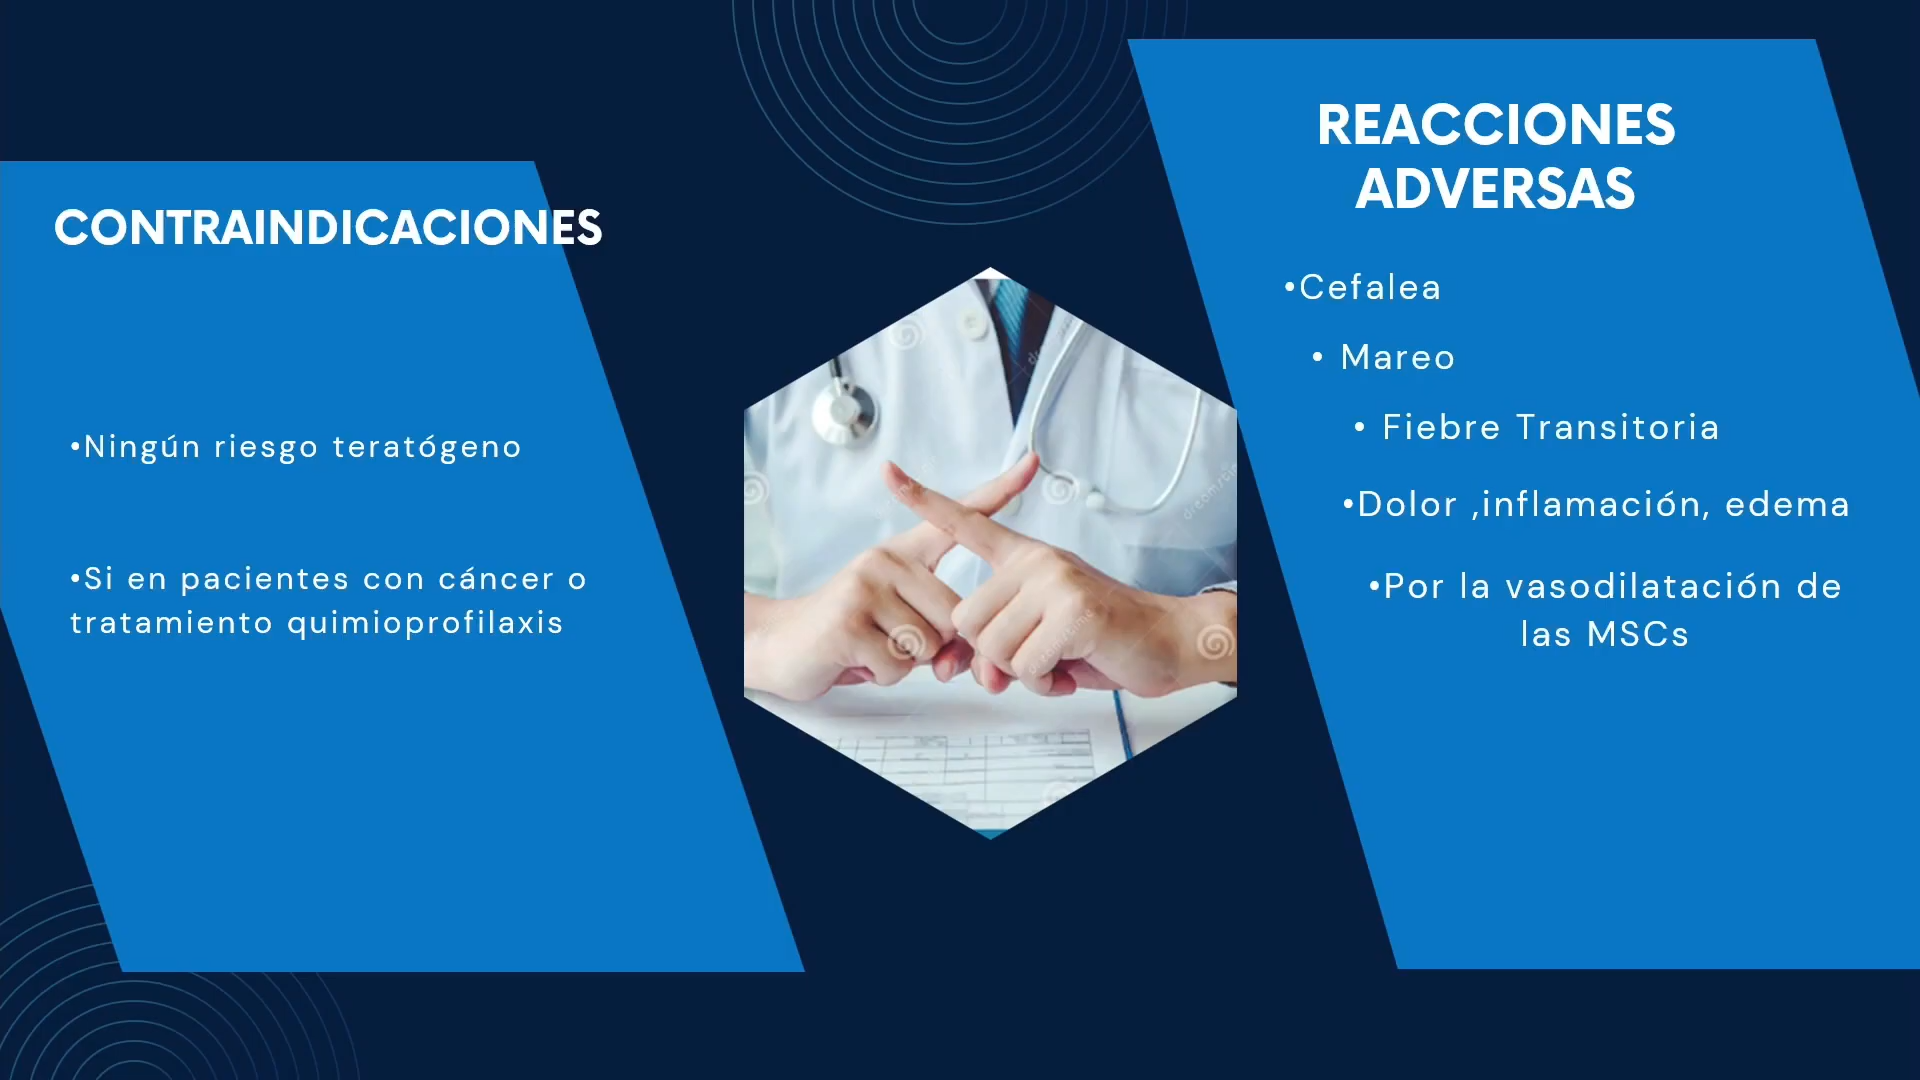 CONTRAINDICACIONES
•Ningún riesgo teratógeno
•Si en pacientes con cáncer o
tratamiento quimioprofilaxis
REACCIONES
ADVERSAS
•Cefalea
• Mareo
• Fiebre Transitoria
•Dolor ,inflamación, edema
•Por la vasodilatación de
las MSCs